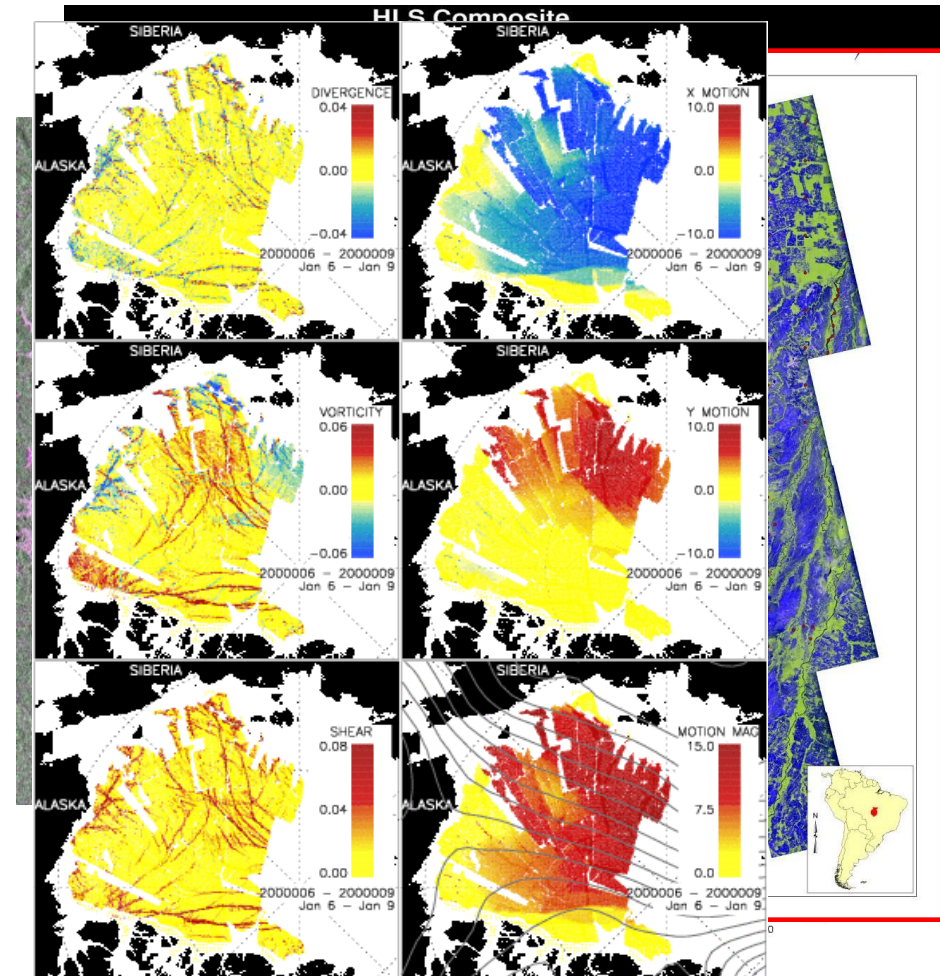 HLS Composite
SIBERIA
DIVERGENCE
0.04
ALASKA
0.00
-0.04
2000006 - 2000009
Jan 6 - Jan 9
SIBERIA
X MOTION
10.0
ALASKA
0.0
-10.0
2000006 - 2000009
Jan 6 - Jan 9
SIBERIA
VORTICITY
0.06
ALASKA
0.00
-0.06
2000006 - 2000009
Jan 6 - Jan 9
SIBERIA
Y MOTION
10.0
ALASKA
0.0
-10.0
2000006 - 2000009
Jan 6 - Jan 9
SIBERIA
SHEAR
0.08
ALASKA
0.04
0.00
2000006 - 2000009
Jan 6 - Jan 9
SIBERIA
MOTION MAG
15.0
ALASKA
7.5
0.0
2000006 - 2000009
Jan 6 - Jan 9
N
0